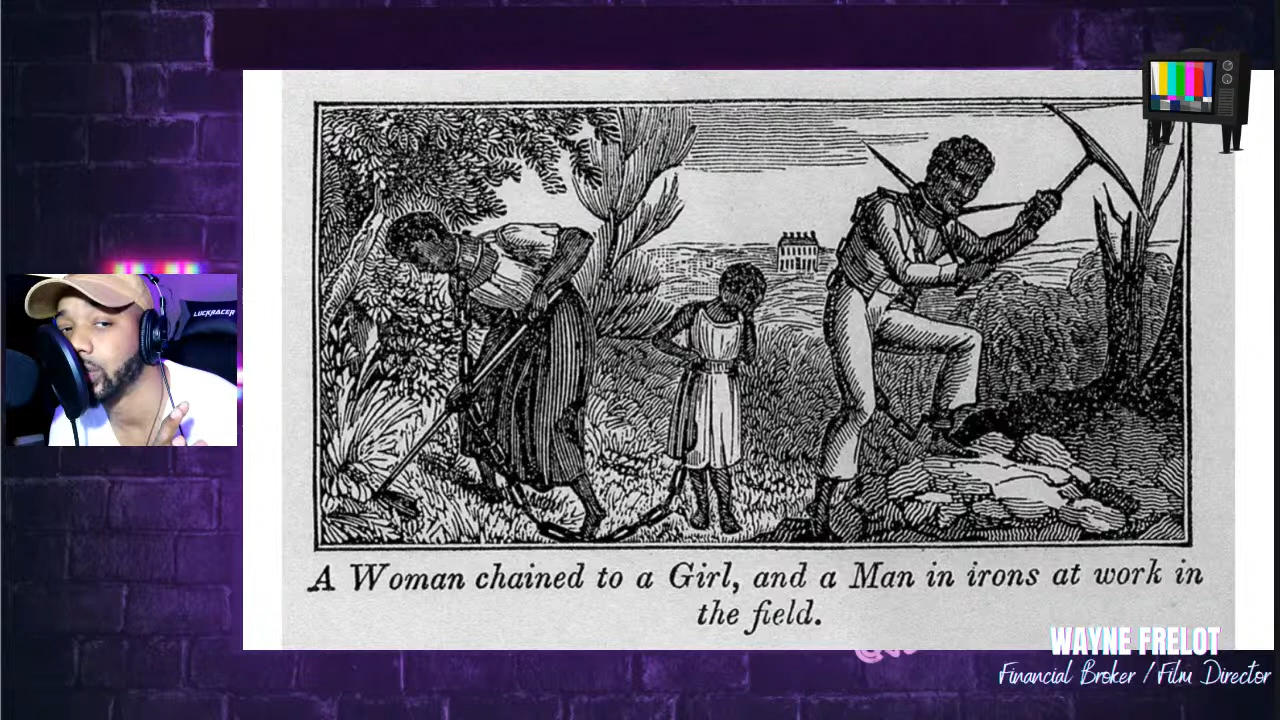 LUCKRACER
A Woman chained to a Girl, and a Man in irons at work in
the field.
WAYNE FRELOT
Financial Broker / Film Director